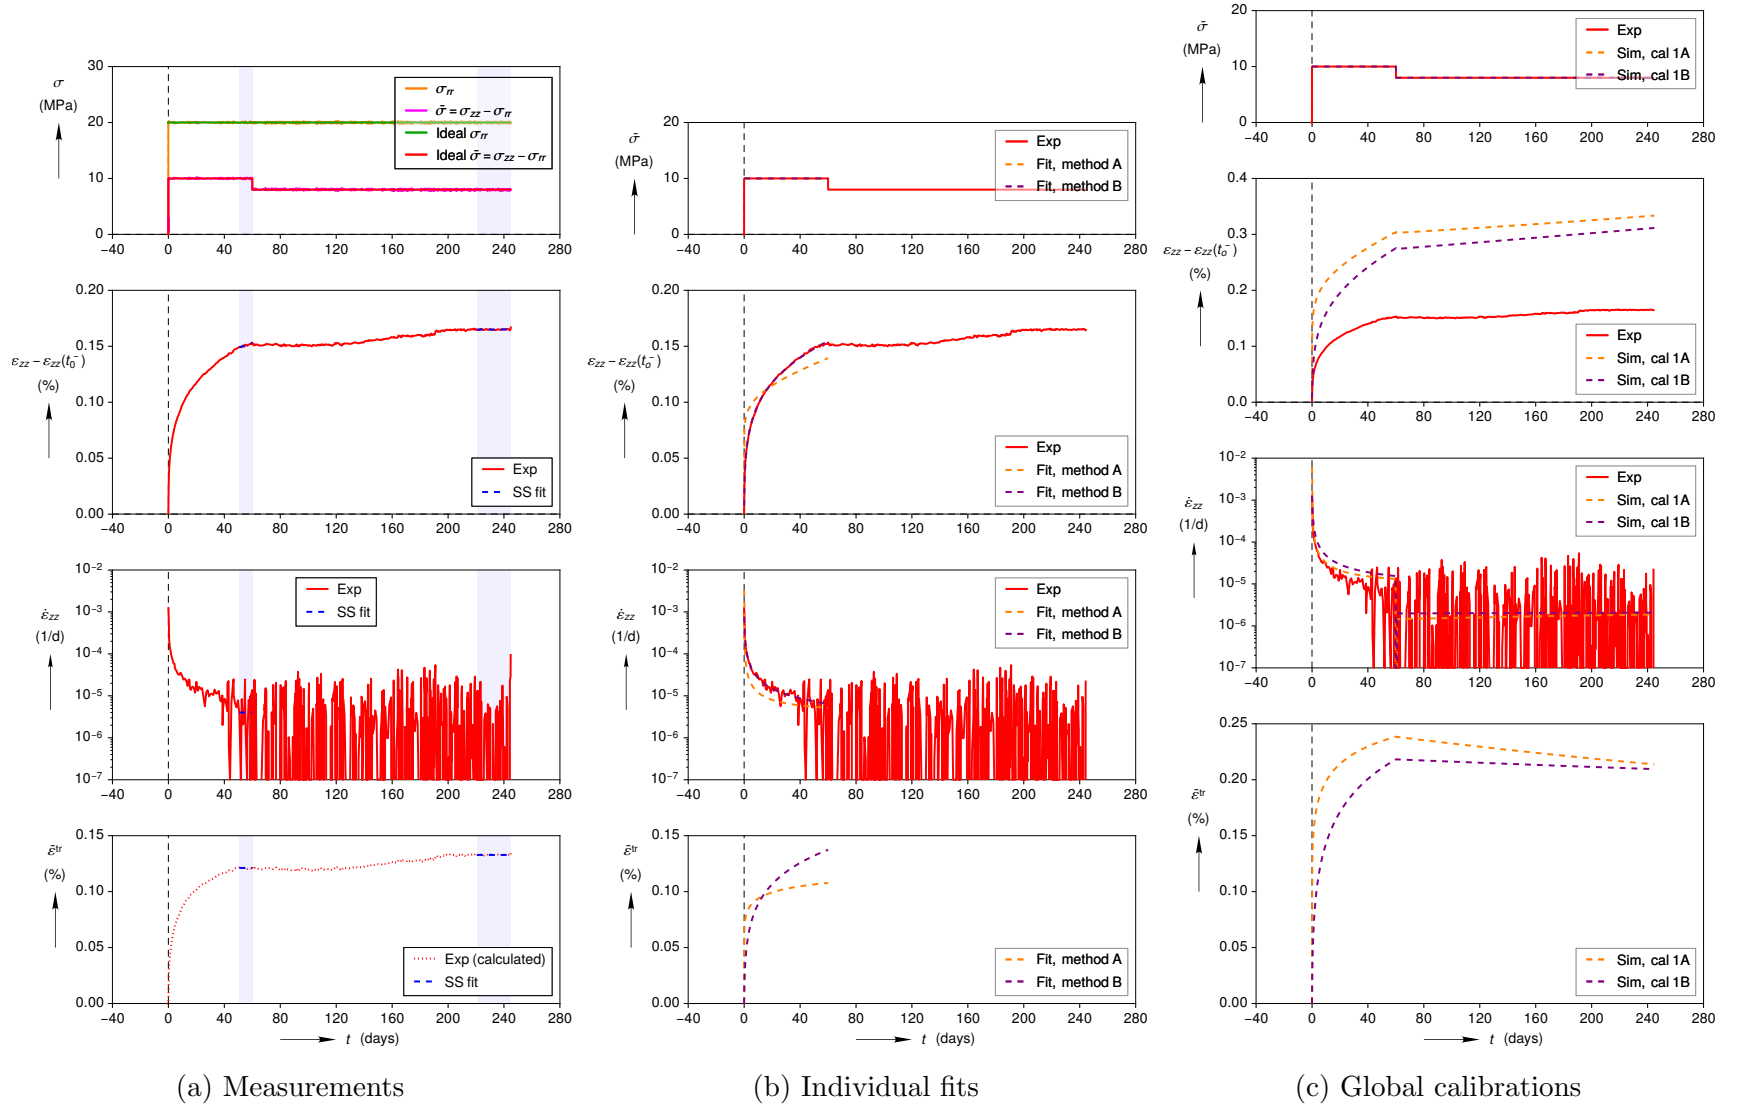 σ
(MPa)
30
20
10
0
−40 0 40 80 120 160 200 240 280
σrr
σ̄ = σzz − σrr
Ideal σrr
Ideal σ̄ = σzz − σrr
εzz − εzz(t0−)
(%)
0.20
0.15
0.10
0.05
0.00
−40 0 40 80 120 160 200 240 280
Exp
SS fit
ε̇zz
(1/d)
10−2
10−3
10−4
10−5
10−6
10−7
−40 0 40 80 120 160 200 240 280
Exp
SS fit
ε̄tr
(%)
0.15
0.10
0.05
0.00
−40 0 40 80 120 160 200 240 280
Exp (calculated)
SS fit
t (days)
(a) Measurements
σ̄
(MPa)
20
10
0
−40 0 40 80 120 160 200 240 280
Exp
Fit, method A
Fit, method B
εzz − εzz(to−)
(%)
0.20
0.15
0.10
0.05
0.00
−40 0 40 80 120 160 200 240 280
Exp
Fit, method A
Fit, method B
ε̇zz
(1/d)
10−2
10−3
10−4
10−5
10−6
10−7
−40 0 40 80 120 160 200 240 280
Exp
Fit, method A
Fit, method B
ε̄tr
(%)
0.15
0.10
0.05
0.00
−40 0 40 80 120 160 200 240 280
Fit, method A
Fit, method B
t (days)
(b) Individual fits
σ̄
(MPa)
20
10
0
−40 0 40 80 120 160 200 240 280
Exp
Sim, cal 1A
Sim, cal 1B
εzz − εzz(to−)
(%)
0.4
0.3
0.2
0.1
0.0
−40 0 40 80 120 160 200 240 280
Exp
Sim, cal 1A
Sim, cal 1B
ε̇zz
(1/d)
10−2
10−3
10−4
10−5
10−6
10−7
−40 0 40 80 120 160 200 240 280
Exp
Sim, cal 1A
Sim, cal 1B
ε̄tr
(%)
0.25
0.20
0.15
0.10
0.05
0.00
−40 0 40 80 120 160 200 240 280
Sim, cal 1A
Sim, cal 1B
t (days)
(c) Global calibrations